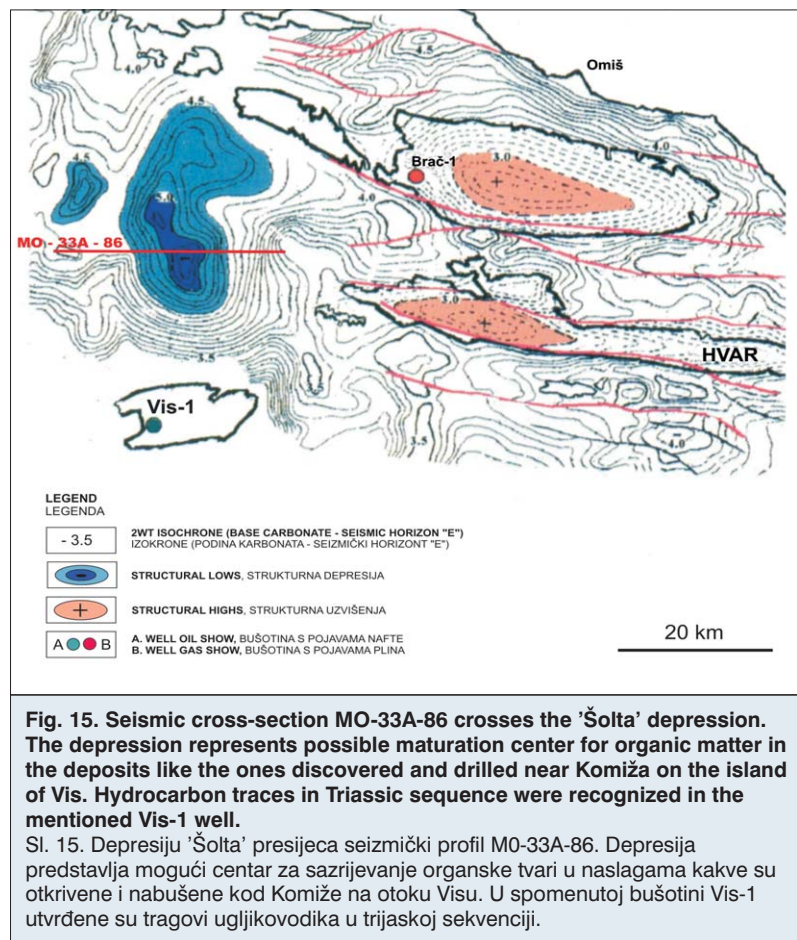 4.5
Omiš
4.0
4.5
4.0
4.5
3.0
Brač-1
5.0
4.0
MO - 33A - 86
3.0
3.5
HVAR
Vis-1
3.5
4.0
LEGEND
LEGENDA
- 3.5
2WT ISOCHRONE (BASE CARBONATE - SEISMIC HORIZON "E")
IZOKRONE (PODINA KARBONATA - SEIZMIČKI HORIZONT "E")
STRUCTURAL LOWS, STRUKTURNA DEPRESIJA
STRUCTURAL HIGHS, STRUKTURNA UZVIŠENJA
A B
A. WELL OIL SHOW, BUŠOTINA S POJAVAMA NAFTE
B. WELL GAS SHOW, BUŠOTINA S POJAVAMA PLINA
20 km
Fig. 15. Seismic cross-section MO-33A-86 crosses the ’Šolta’ depression.
The depression represents possible maturation center for organic matter in
the deposits like the ones discovered and drilled near Komiža on the island
of Vis. Hydrocarbon traces in Triassic sequence were recognized in the
mentioned Vis-1 well.
Sl. 15. Depresiju ’Šolta’ presijeca seizmički profil M0-33A-86. Depresija
predstavlja mogući centar za sazrijevanje organske tvari u naslagama kakve su
otkrivene i nabušene kod Komiže na otoku Visu. U spomenutoj bušotini Vis-1
utvrđene su tragovi ugljikovodika u trijaskoj sekvenciji.